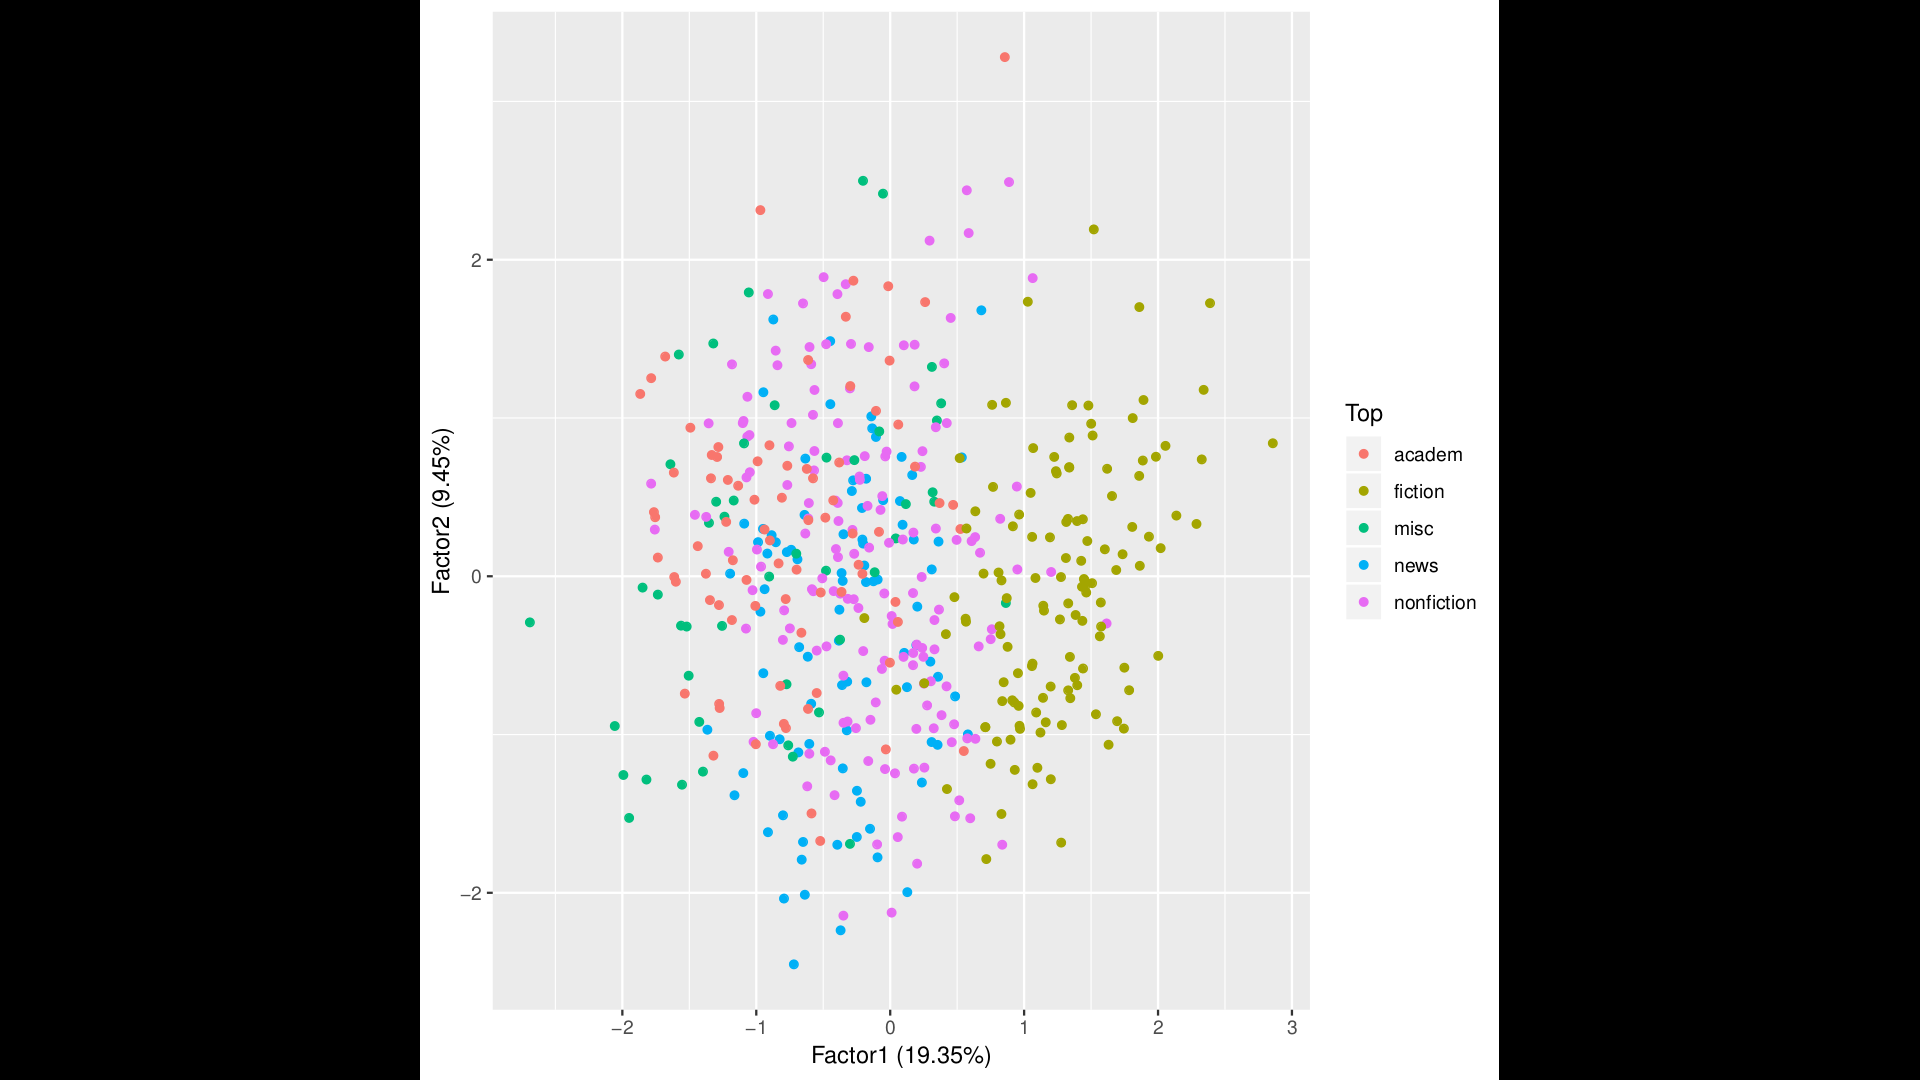 Factor2 (9.45%)
2
0
−2
−2
−1
0
1
2
3
Factor1 (19.35%)
Top
academ
fiction
misc
news
nonfiction